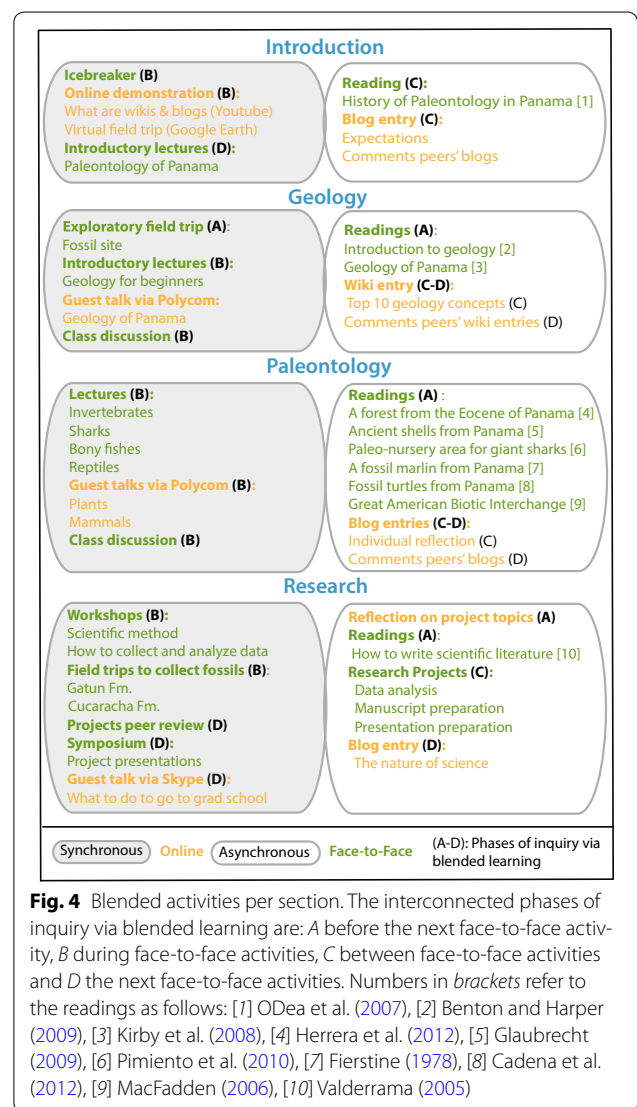 Introduction
Icebreaker (B)
Online demonstration (B):
What are wikis & blogs (Youtube)
Virtual field trip (Google Earth)
Introductory lectures (D):
Paleontology of Panama
Reading (C):
History of Paleontology in Panama [1]
Blog entry (C):
Expectations
Comments peers' blogs
Geology
Exploratory field trip (A):
Fossil site
Introductory lectures (B):
Geology for beginners
Guest talk via Polycom:
Geology of Panama
Class discussion (B)
Readings (A):
Introduction to geology [2]
Geology of Panama [3]
Wiki entry (C-D):
Top 10 geology concepts (C)
Comments peers' wiki entries (D)
Paleontology
Lectures (B):
Invertebrates
Sharks
Bony fishes
Reptiles
Guest talks via Polycom (B):
Plants
Mammals
Class discussion (B)
Readings (A) :
A forest from the Eocene of Panama [4]
Ancient shells from Panama [5]
Paleo-nursery area for giant sharks [6]
A fossil marlin from Panama [7]
Fossil turtles from Panama [8]
Great American Biotic Interchange [9]
Blog entries (C-D):
Individual reflection (C)
Comments peers' blogs (D)
Research
Workshops (B):
Scientific method
How to collect and analyze data
Field trips to collect fossils (B):
Gatun Fm.
Cucaracha Fm.
Projects peer review (D)
Symposium (D):
Project presentations
Guest talk via Skype (D):
What to do to go to grad school
Reflection on project topics (A)
Readings (A):
How to write scientific literature [10]
Research Projects (C):
Data analysis
Manuscript preparation
Presentation preparation
Blog entry (D):
The nature of science
Synchronous Online Asynchronous Face-to-Face (A-D): Phases of inquiry via
blended learning
Fig. 4 Blended activities per section. The interconnected phases of
inquiry via blended learning are: A before the next face-to-face activ-
ity, B during face-to-face activities, C between face-to-face activities
and D the next face-to-face activities. Numbers in brackets refer to
the readings as follows: [1] ODea et al. (2007), [2] Benton and Harper
(2009), [3] Kirby et al. (2008), [4] Herrera et al. (2012), [5] Glaubrecht
(2009), [6] Pimiento et al. (2010), [7] Fierstine (1978), [8] Cadena et al.
(2012), [9] MacFadden (2006), [10] Valderrama (2005)